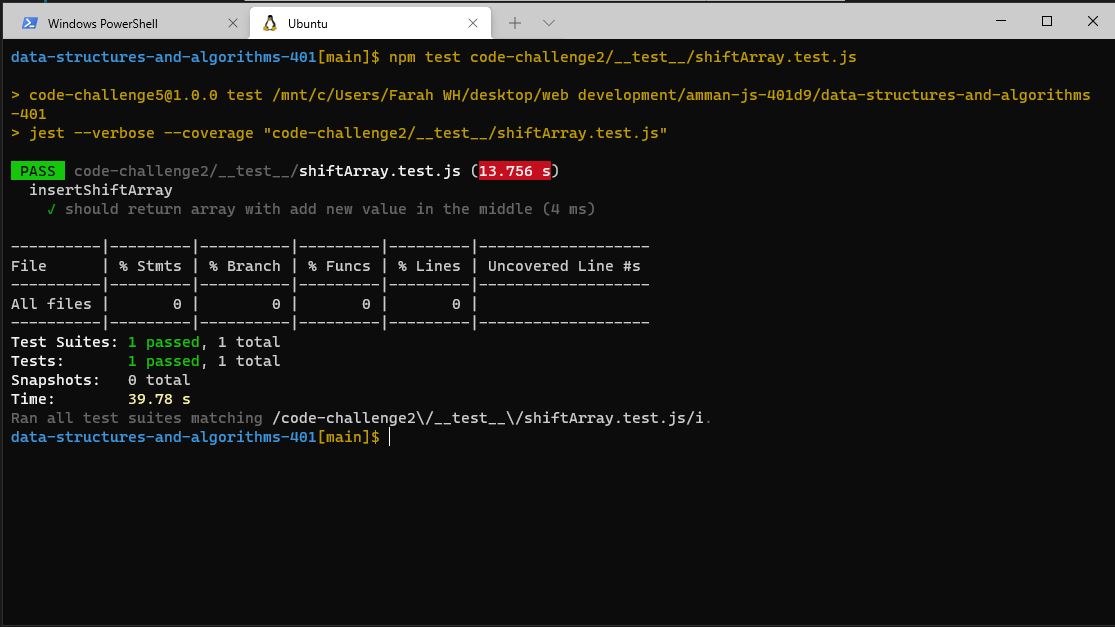 Windows PowerShell
Ubuntu
data-structures-and-algorithms-401[main]$ npm test code-challenge2/__test__/shiftArray.test.js
> code-challenge5@1.0.0 test /mnt/c/Users/Farah WH/desktop/web development/amman-js-401d9/data-structures-and-algorithms
-401
> jest --verbose --coverage "code-challenge2/__test__/shiftArray.test.js"
PASS code-challenge2/__test__/shiftArray.test.js (13.756 s)
insertShiftArray
✓ should return array with add new value in the middle (4 ms)
----------|---------|----------|---------|---------|-------------------
File      | % Stmts | % Branch | % Funcs | % Lines | Uncovered Line #s
----------|---------|----------|---------|---------|-------------------
All files |       0 |        0 |       0 |       0 |
----------|---------|----------|---------|---------|-------------------
Test Suites: 1 passed, 1 total
Tests:       1 passed, 1 total
Snapshots:   0 total
Time:        39.78 s
Ran all test suites matching /code-challenge2\/__test__\/shiftArray.test.js/i.
data-structures-and-algorithms-401[main]$